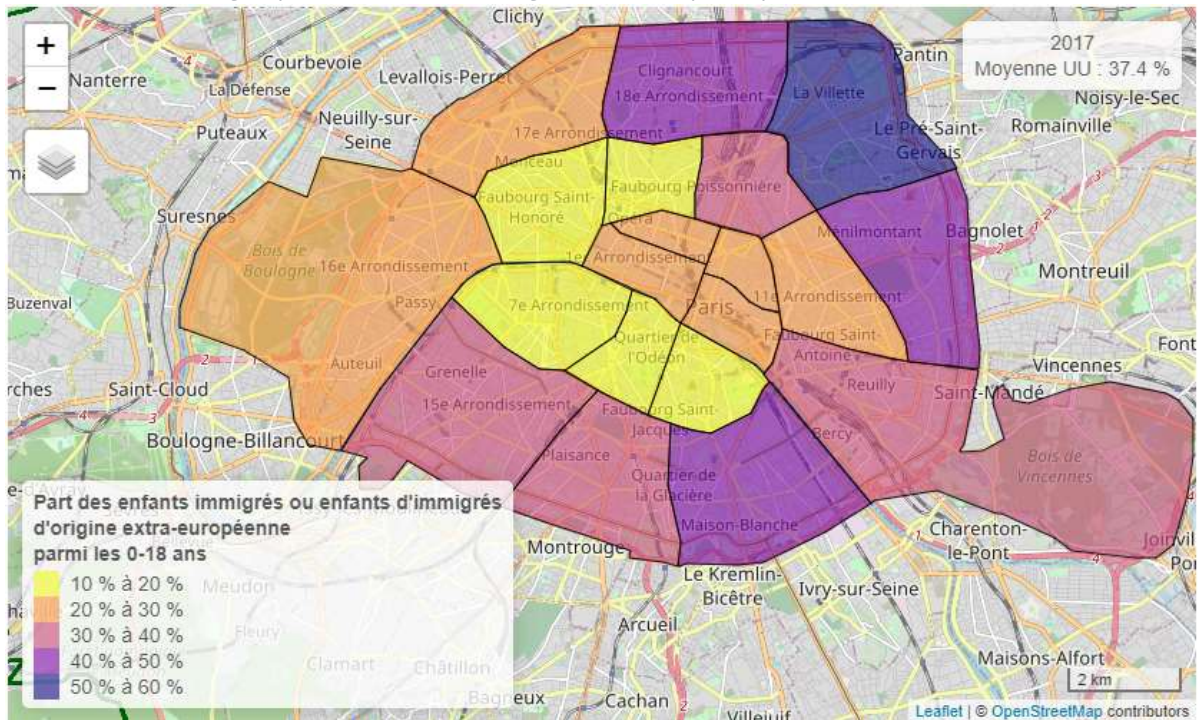 Clichy
+
−
Nanterre
Courbevoie
La Défense
Levallois-Perret
Puteaux
Neuilly-sur-
Seine
Clignancourt
18e Arrondissement
La Villette
Pantin
2017
Moyenne UU : 37.4 %
Noisy-le-Sec
Romainville
Le Pré-Saint-
Gervais
17e Arrondissement
Monceau
Faubourg Saint-
Honoré
Faubourg Poissonnière
Opéra
Suresnes
Bois de
Boulogne
16e Arrondissement
1er Arrondissement
Ménilmontant
Bagnolet
Montreuil
Buzenval
Passy
7e Arrondissement
Paris
11e Arrondissement
Quartier de
l'Odéon
Faubourg Saint-
Antoine
Auteuil
Grenelle
Reuilly
Vincennes
Font
rches
Saint-Cloud
15e Arrondissement
Saint-Mandé
Faubourg Saint-
Jacques
Boulogne-Billancourt
Plaisance
Bercy
Bois de
Vincennes
Quartier de
la Glacière
Maison-Blanche
Charenton-
le-Pont
Joinvil
Por
Montrouge
Le Kremlin-
Bicêtre
Ivry-sur-Seine
Arcueil
Meudon
Fleury
Clamart
Châtillon
Bagneux
Cachan
Villejuif
Maisons-Alfort
Part des enfants immigrés ou enfants d'immigrés
d'origine extra-européenne
parmi les 0-18 ans
10 % à 20 %
20 % à 30 %
30 % à 40 %
40 % à 50 %
50 % à 60 %
2 km
Leaflet | © OpenStreetMap contributors